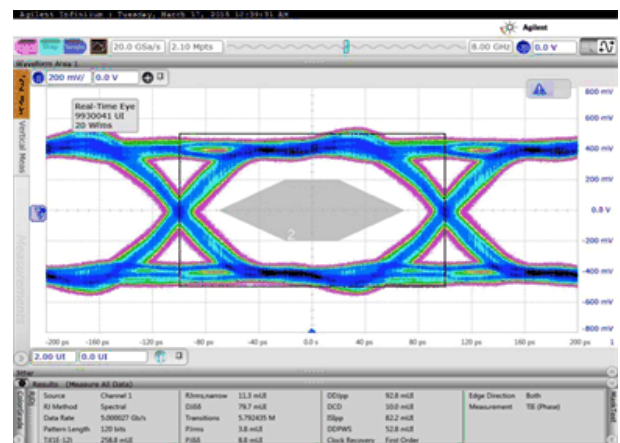 Agilent Infiniium : Tuesday, March 17, 2015 12:59:51 AM
Agilent
20.0 GSa/s 2.10 Mpts 8.00 GHz 0.0 V
Waveform Area 1
200 mV/ 0.0 V
Real-Time Eye
9930041 UI
20 Wfms
Vertical Meas
Measurements
800 mV
600 mV
400 mV
200 mV
0.0 V
-200 mV
-400 mV
-600 mV
-800 mV
2
-200 ps -160 ps -120 ps -80 ps -40 ps 0.0 s 40 ps 80 ps 120 ps 160 ps 200 ps 1
2.00 UI 0.0 UI
Jitter
Results (Measure All Data)
Source Channel 1 RJrms,narrow 11.3 mUI DDJpp 92.8 mUI Edge Direction Both
RJ Method Spectral DJδδ 79.7 mUI DCD 10.0 mUI Measurement TIE (Phase)
Data Rate 5.000027 Gb/s Transitions 5.792435 M ISIpp 82.2 mUI
Pattern Length 120 bits PJrms 3.8 mUI DDPWS 52.8 mUI
TJ(1E-12) 258.8 mUI PJδδ 8.8 mUI Clock Recovery First Order
ColorGrade
RJDJ
MaskTest